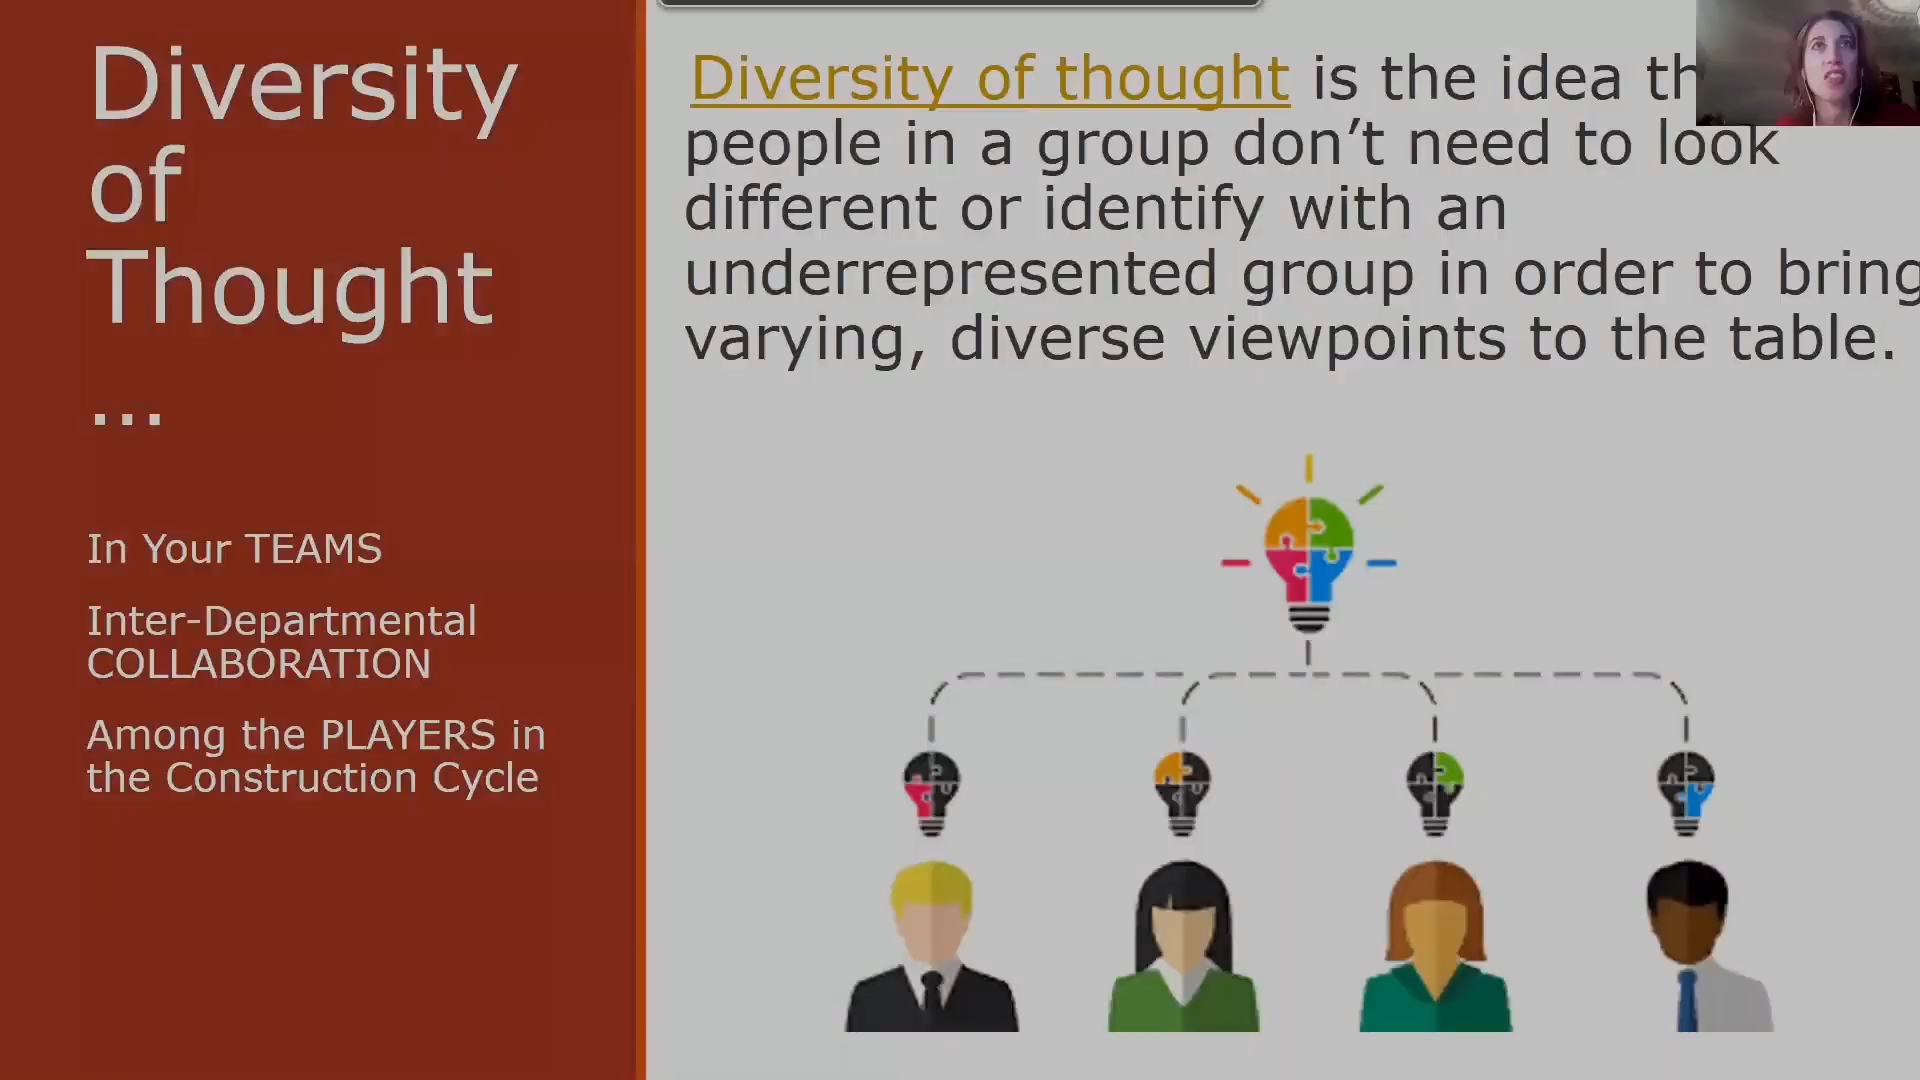 Diversity
of
Thought
...
In Your TEAMS
Inter-Departmental
COLLABORATION
Among the PLAYERS in
the Construction Cycle
Diversity of thought is the idea
people in a group don’t need to look
different or identify with an
underrepresented group in order to bring
varying, diverse viewpoints to the table.